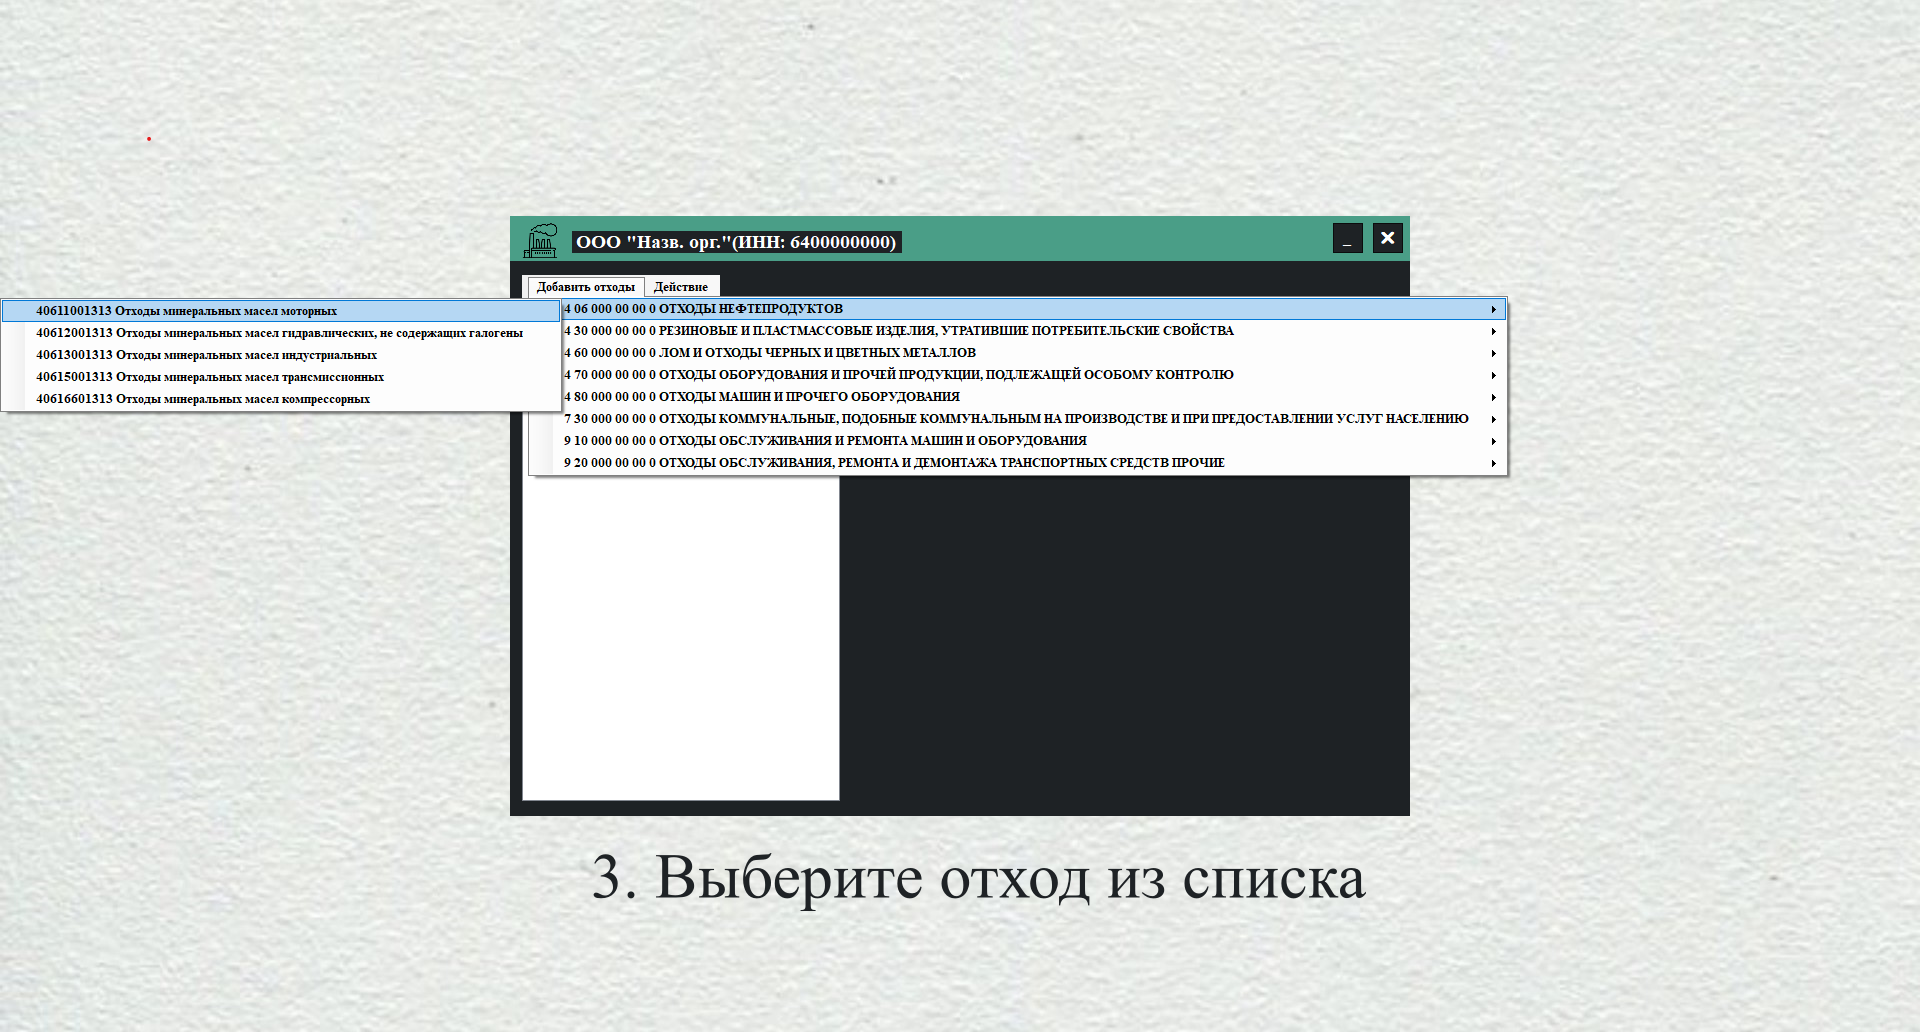 ООО "Назв. орг."(ИНН: 6400000000)
Добавить отходы Действие
40611001313 Отходы минеральных масел моторных
40612001313 Отходы минеральных масел гидравлических, не содержащих галогены
40613001313 Отходы минеральных масел индустриальных
40615001313 Отходы минеральных масел трансмиссионных
40616601313 Отходы минеральных масел компрессорных
4 06 000 00 00 0 ОТХОДЫ НЕФТЕПРОДУКТОВ
4 30 000 00 00 0 РЕЗИНОВЫЕ И ПЛАСТМАССОВЫЕ ИЗДЕЛИЯ, УТРАТИВШИЕ ПОТРЕБИТЕЛЬСКИЕ СВОЙСТВА
4 60 000 00 00 0 ЛОМ И ОТХОДЫ ЧЕРНЫХ И ЦВЕТНЫХ МЕТАЛЛОВ
4 70 000 00 00 0 ОТХОДЫ ОБОРУДОВАНИЯ И ПРОЧЕЙ ПРОДУКЦИИ, ПОДЛЕЖАЩЕЙ ОСОБОМУ КОНТРОЛЮ
4 80 000 00 00 0 ОТХОДЫ МАШИН И ПРОЧЕГО ОБОРУДОВАНИЯ
7 30 000 00 00 0 ОТХОДЫ КОММУНАЛЬНЫЕ, ПОДОБНЫЕ КОММУНАЛЬНЫМ НА ПРОИЗВОДСТВЕ И ПРИ ПРЕДОСТАВЛЕНИИ УСЛУГ НАСЕЛЕНИЮ
9 10 000 00 00 0 ОТХОДЫ ОБСЛУЖИВАНИЯ И РЕМОНТА МАШИН И ОБОРУДОВАНИЯ
9 20 000 00 00 0 ОТХОДЫ ОБСЛУЖИВАНИЯ, РЕМОНТА И ДЕМОНТАЖА ТРАНСПОРТНЫХ СРЕДСТВ ПРОЧИЕ
3. Выберите отход из списка